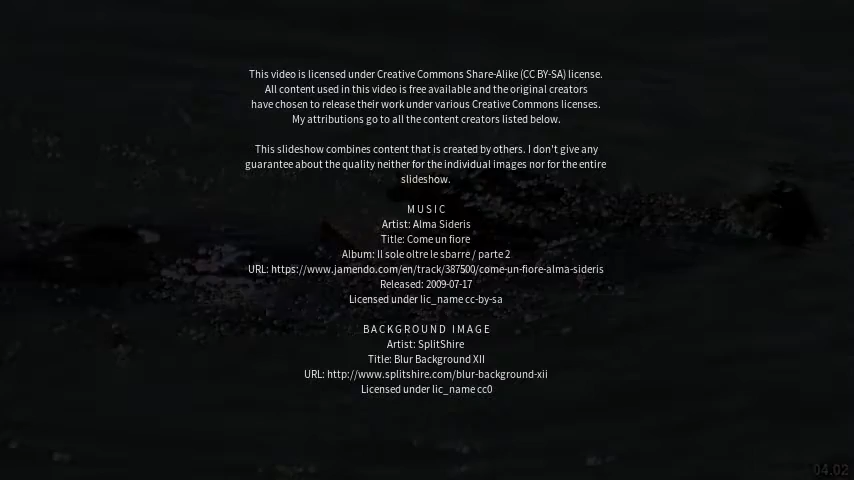 This video is licensed under Creative Commons Share-Alike (CC BY-SA) license.
All content used in this video is free available and the original creators
have chosen to release their work under various Creative Commons licenses.
My attributions go to all the content creators listed below.
This slideshow combines content that is created by others. I don't give any
guarantee about the quality neither for the individual images nor for the entire
slideshow.
MUSIC
Artist: Alma Sideris
Title: Come un fiore
Album: Il sole oltre le sbarre / parte 2
URL: https://www.jamendo.com/en/track/387500/come-un-fiore-alma-sideris
Released: 2009-07-17
Licensed under lic_name cc-by-sa
BACKGROUND IMAGE
Artist: SplitShire
Title: Blur Background XII
URL: http://www.splitshire.com/blur-background-xii
Licensed under lic_name cc0
04.02